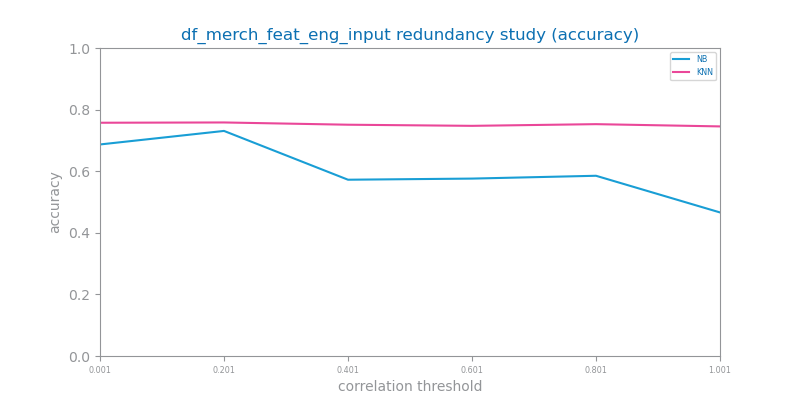 df_merch_feat_eng_input redundancy study (accuracy)
NB
KNN
accuracy
1.0
0.8
0.6
0.4
0.2
0.0
0.001 0.201 0.401 0.601 0.801 1.001
correlation threshold